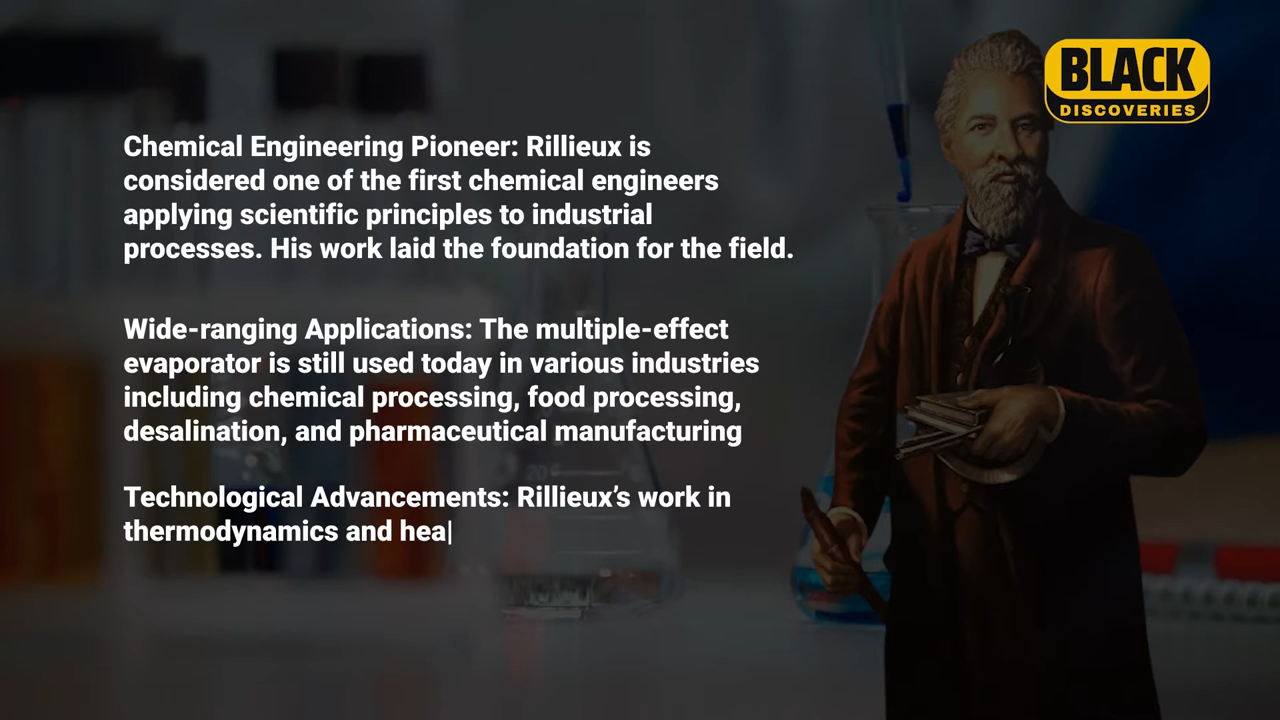 BLACK
DISCOVERIES
Chemical Engineering Pioneer: Rillieux is
considered one of the first chemical engineers
applying scientific principles to industrial
processes. His work laid the foundation for the field.
Wide-ranging Applications: The multiple-effect
evaporator is still used today in various industries
including chemical processing, food processing,
desalination, and pharmaceutical manufacturing
Technological Advancements: Rillieux’s work in
thermodynamics and hea
20